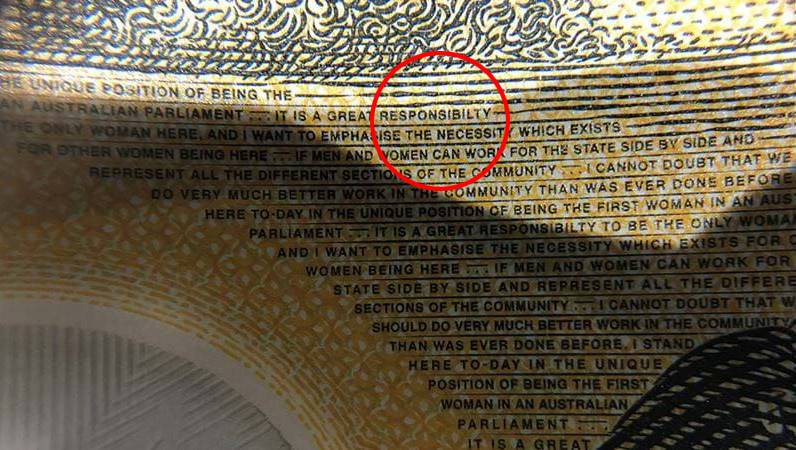 HE UNIQUE POSITION OF BEING THE
AN AUSTRALIAN PARLIAMENT ... IT IS A GREAT RESPONSIBILTY
THE ONLY WOMAN HERE, AND I WANT TO EMPHASISE THE NECESSITY WHICH EXISTS
FOR OTHER WOMEN BEING HERE ... IF MEN AND WOMEN CAN WORK FOR THE STATE SIDE BY SIDE AND
REPRESENT ALL THE DIFFERENT SECTIONS OF THE COMMUNITY ... I CANNOT DOUBT THAT WE
DO VERY MUCH BETTER WORK IN THE COMMUNITY THAN WAS EVER DONE BEFORE
HERE TO-DAY IN THE UNIQUE POSITION OF BEING THE FIRST WOMAN IN AN AUST
PARLIAMENT ... IT IS A GREAT RESPONSIBILTY TO BE THE ONLY WOMAN
AND I WANT TO EMPHASISE THE NECESSITY WHICH EXISTS FOR O
WOMEN BEING HERE ... IF MEN AND WOMEN CAN WORK FOR
STATE SIDE BY SIDE AND REPRESENT ALL THE DIFFERE
SECTIONS OF THE COMMUNITY ... I CANNOT DOUBT THAT W
SHOULD DO VERY MUCH BETTER WORK IN THE COMMUNITY
THAN WAS EVER DONE BEFORE. I STAND
HERE TO-DAY IN THE UNIQUE
POSITION OF BEING THE FIRST
WOMAN IN AN AUSTRALIAN
PARLIAMENT ...
IT IS A GREAT